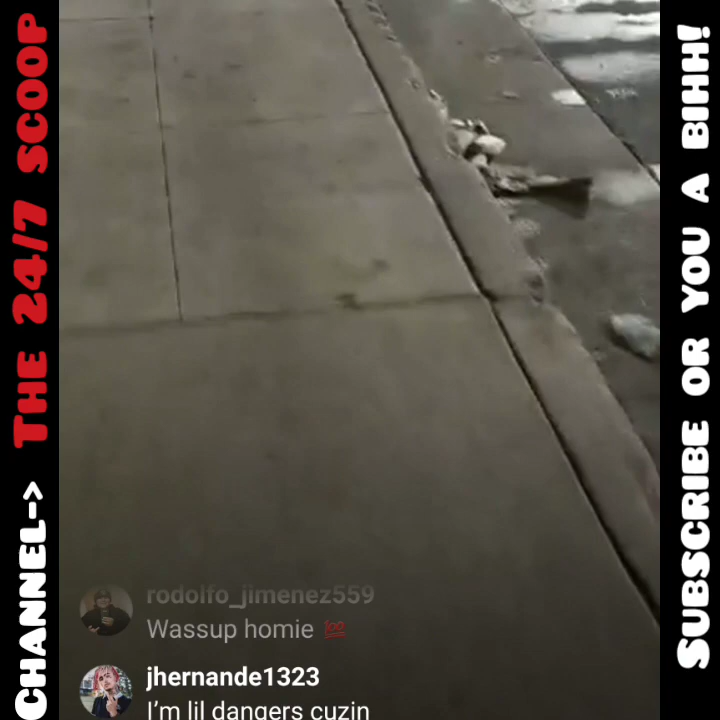 CHANNEL--> THE 24/7 SCOOP
rodolfo_jimenez559
Wassup homie 💯
jhernande1323
I'm lil dangers cuzin
SUBSCRIBE OR YOU A BIHH!